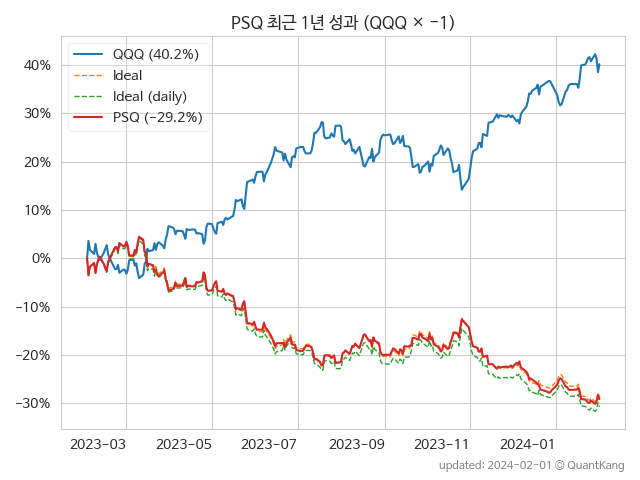 PSQ 최근 1년 성과 (QQQ × −1)
QQQ (40.2%)
Ideal
Ideal (daily)
PSQ (−29.2%)
40%
30%
20%
10%
0%
−10%
−20%
−30%
2023-03
2023-05
2023-07
2023-09
2023-11
2024-01
updated: 2024-02-01 © QuantKang